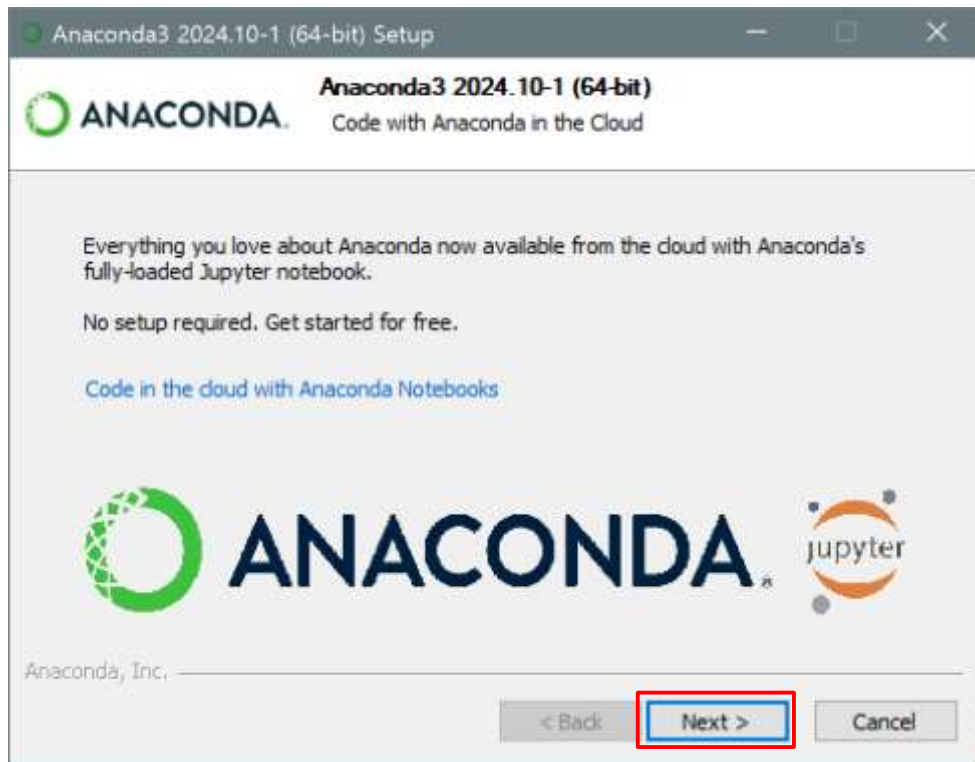 Anaconda3 2024.10-1 (64-bit) Setup
ANACONDA.
Anaconda3 2024.10-1 (64-bit)
Code with Anaconda in the Cloud
Everything you love about Anaconda now available from the cloud with Anaconda's
fully-loaded Jupyter notebook.
No setup required. Get started for free.
Code in the cloud with Anaconda Notebooks
ANACONDA.
jupyter
Anaconda, Inc.
< Back
Next >
Cancel